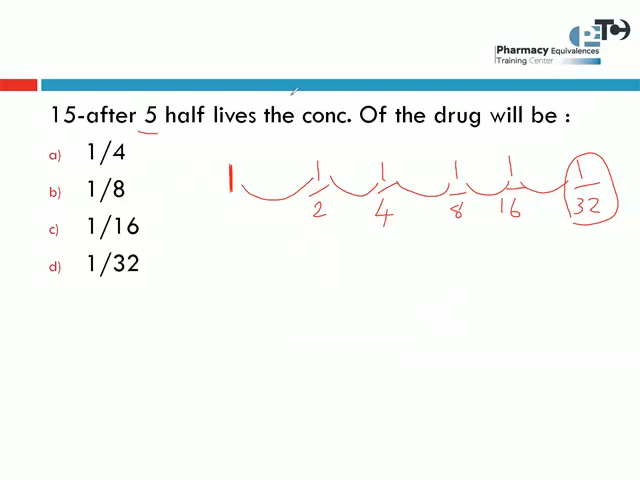 PETC
Pharmacy Equivalences
Training Center
15-after 5 half lives the conc. Of the drug will be :
a) 1/4
b) 1/8
c) 1/16
d) 1/32
1 1/2 1/4 1/8 1/16 1/32